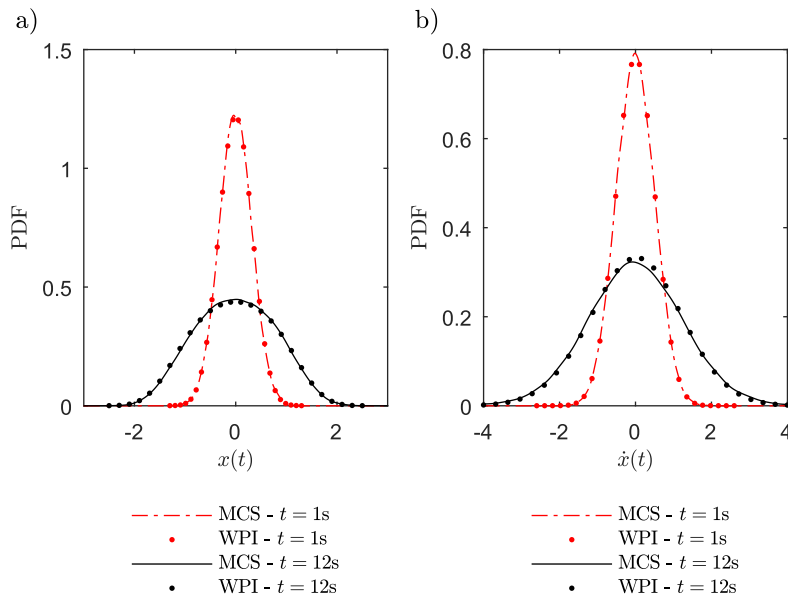 a)
1.5
1
0.5
0
PDF
-2
0
2
x(t)
MCS - t = 1s
WPI - t = 1s
MCS - t = 12s
WPI - t = 12s
b)
0.8
0.6
0.4
0.2
0
PDF
-4
-2
0
2
4
ẋ(t)
MCS - t = 1s
WPI - t = 1s
MCS - t = 12s
WPI - t = 12s